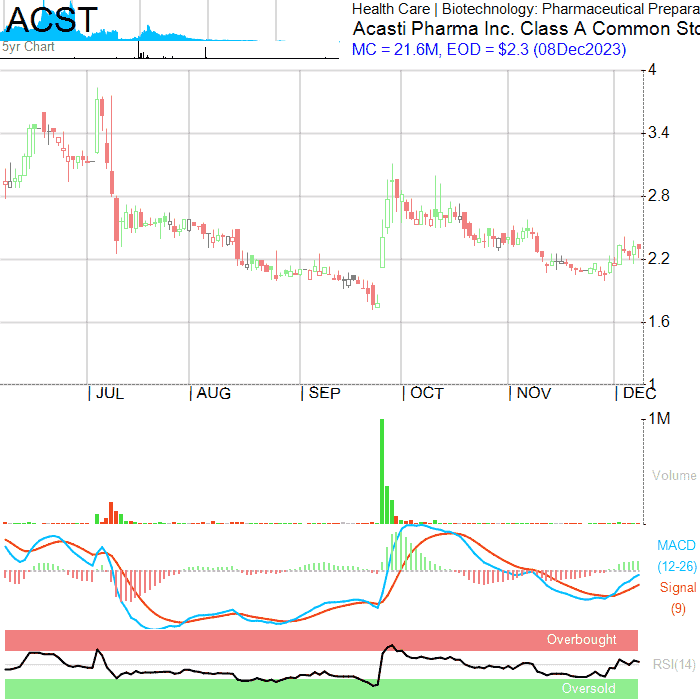 ACST
5yr Chart
Health Care | Biotechnology: Pharmaceutical Prepara
Acasti Pharma Inc. Class A Common Sto
MC = 21.6M, EOD = $2.3 (08Dec2023)
4
3.4
2.8
2.2
1.6
1
JUL AUG SEP OCT NOV DEC
1M
Volume
MACD
(12-26)
Signal
(9)
Overbought
RSI(14)
Oversold